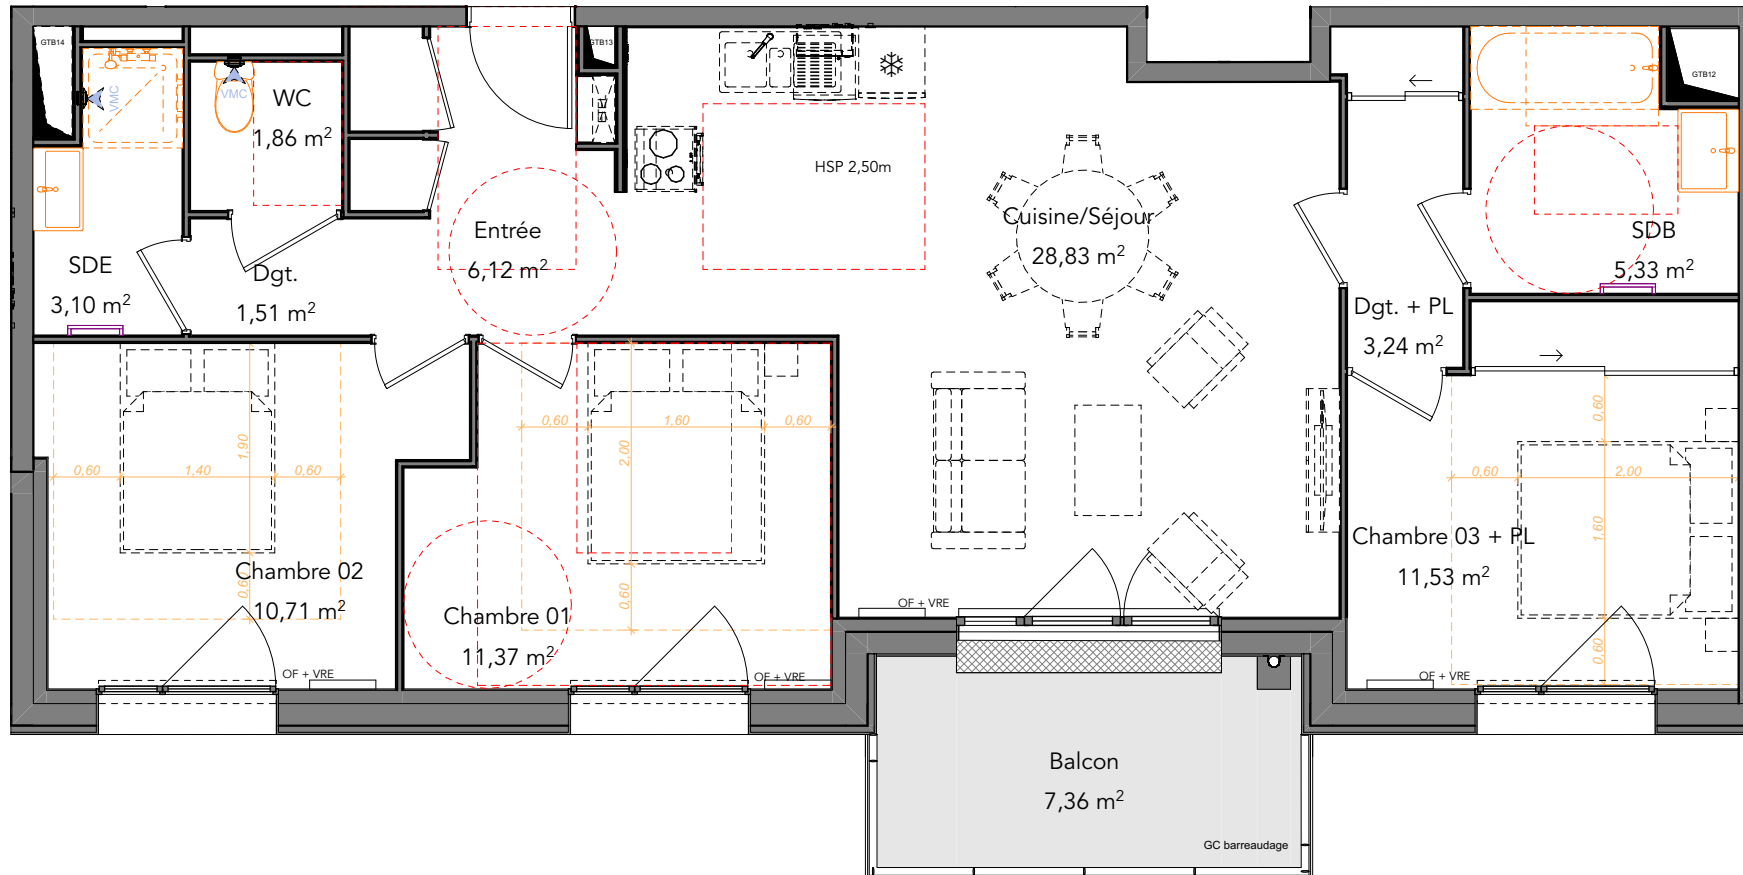 GTB14
VMC
WC
1,86 m²
VMC
GTB13
ETEL
HSP 2,50m
GTB12
Entrée
6,12 m²
Cuisine/Séjour
28,83 m²
SDB
5,33 m²
SDE
3,10 m²
Dgt.
1,51 m²
Dgt. + PL
3,24 m²
0,60
1,40
0,60
1,90
0,60
Chambre 02
10,71 m²
OF + VRE
0,60
1,60
0,60
2,00
0,60
Chambre 01
11,37 m²
OF + VRE
OF + VRE
0,60
0,60
2,00
1,60
0,60
Chambre 03 + PL
11,53 m²
OF + VRE
Balcon
7,36 m²
GC barreaudage